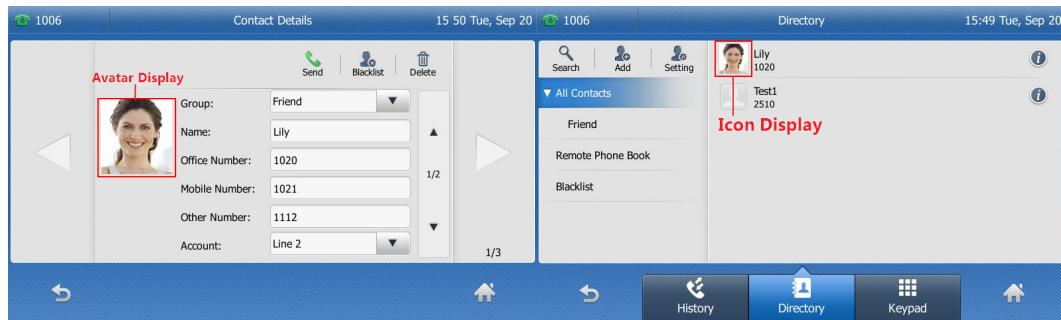 1006 Contact Details 15 50 Tue, Sep 20
Send Blacklist Delete
Avatar Display
Group: Friend
Name: Lily
Office Number: 1020
1/2
Mobile Number: 1021
Other Number: 1112
Account: Line 2
1/3
1006 Directory 15:49 Tue, Sep 20
Search Add Setting
All Contacts
Friend
Remote Phone Book
Blacklist
Lily
1020
Test1
2510
Icon Display
History Directory Keypad